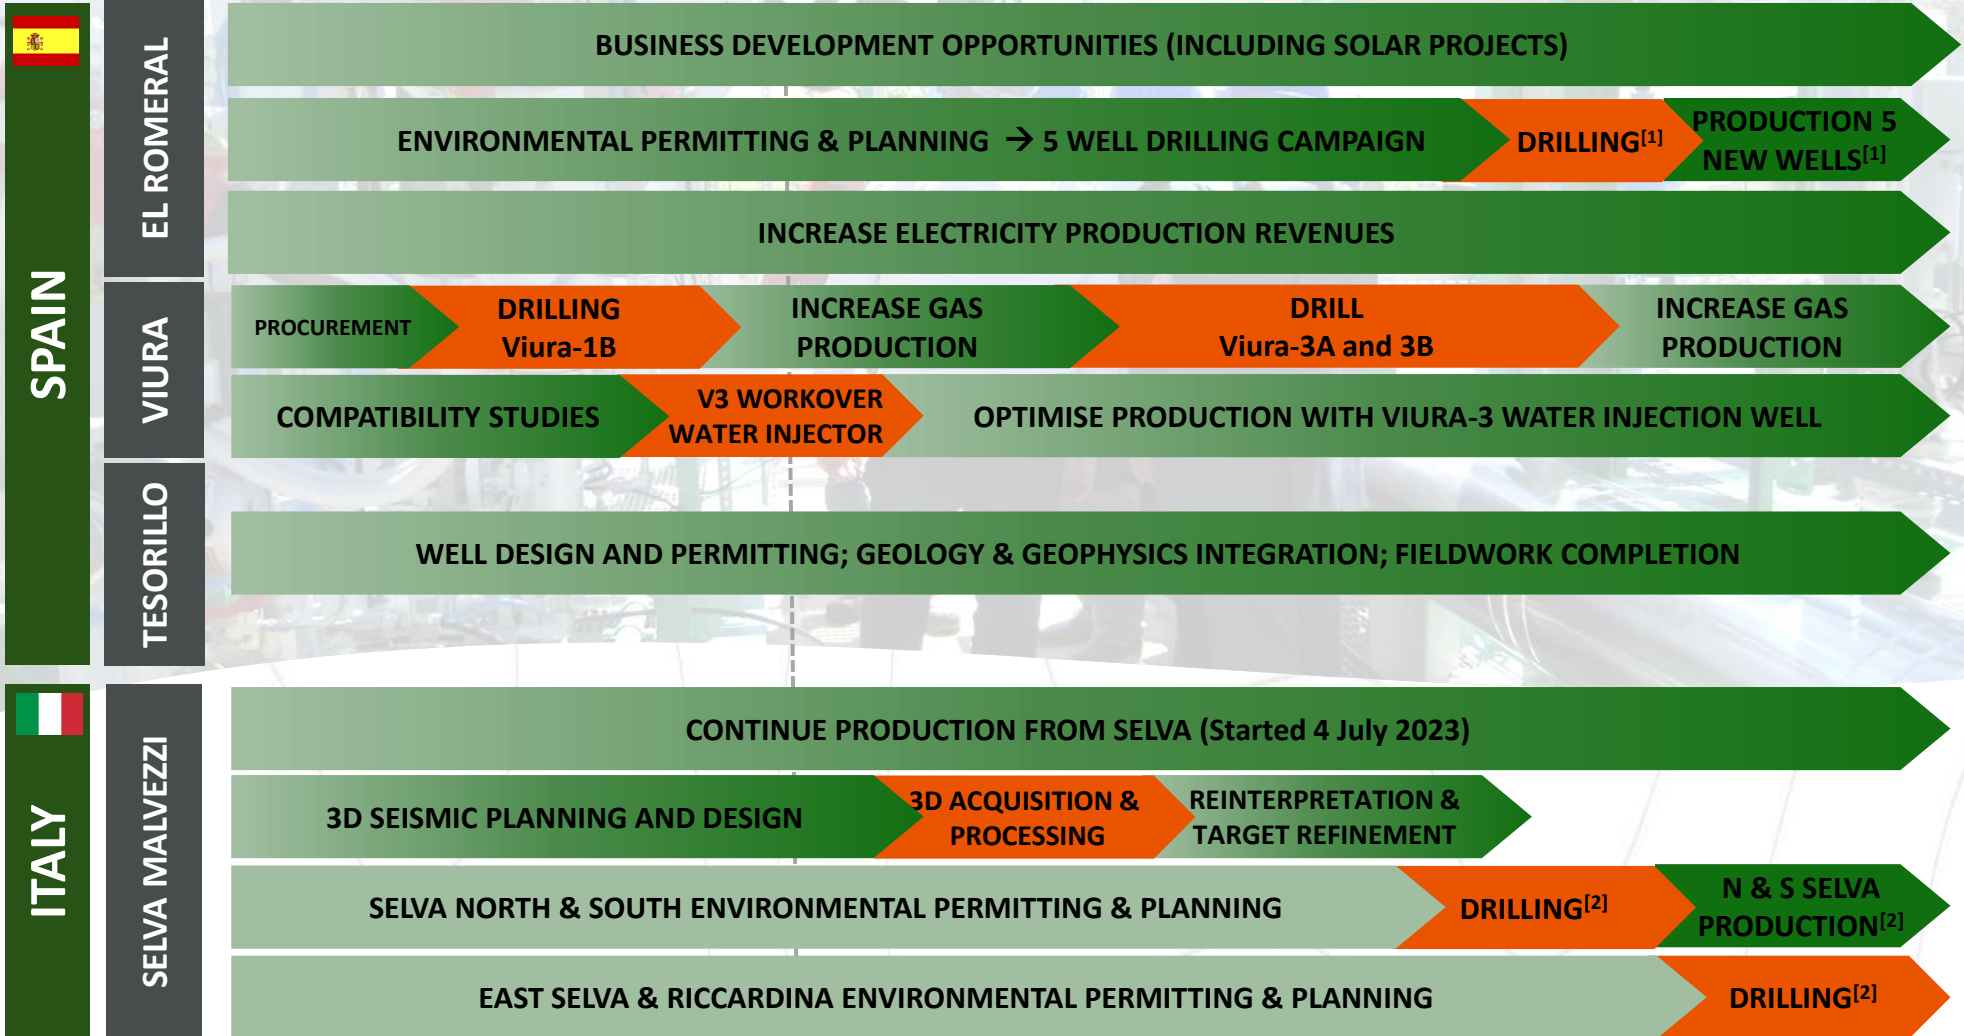 SPAIN
EL ROMERAL
BUSINESS DEVELOPMENT OPPORTUNITIES (INCLUDING SOLAR PROJECTS)
ENVIRONMENTAL PERMITTING & PLANNING → 5 WELL DRILLING CAMPAIGN
DRILLING[1]
PRODUCTION 5
NEW WELLS[1]
INCREASE ELECTRICITY PRODUCTION REVENUES
VIURA
PROCUREMENT
DRILLING
Viura-1B
INCREASE GAS
PRODUCTION
DRILL
Viura-3A and 3B
INCREASE GAS
PRODUCTION
COMPATIBILITY STUDIES
V3 WORKOVER
WATER INJECTOR
OPTIMISE PRODUCTION WITH VIURA-3 WATER INJECTION WELL
TESORILLO
WELL DESIGN AND PERMITTING; GEOLOGY & GEOPHYSICS INTEGRATION; FIELDWORK COMPLETION
ITALY
SELVA MALVEZZI
CONTINUE PRODUCTION FROM SELVA (Started 4 July 2023)
3D SEISMIC PLANNING AND DESIGN
3D ACQUISITION &
PROCESSING
REINTERPRETATION &
TARGET REFINEMENT
SELVA NORTH & SOUTH ENVIRONMENTAL PERMITTING & PLANNING
DRILLING[2]
N & S SELVA
PRODUCTION[2]
EAST SELVA & RICCARDINA ENVIRONMENTAL PERMITTING & PLANNING
DRILLING[2]